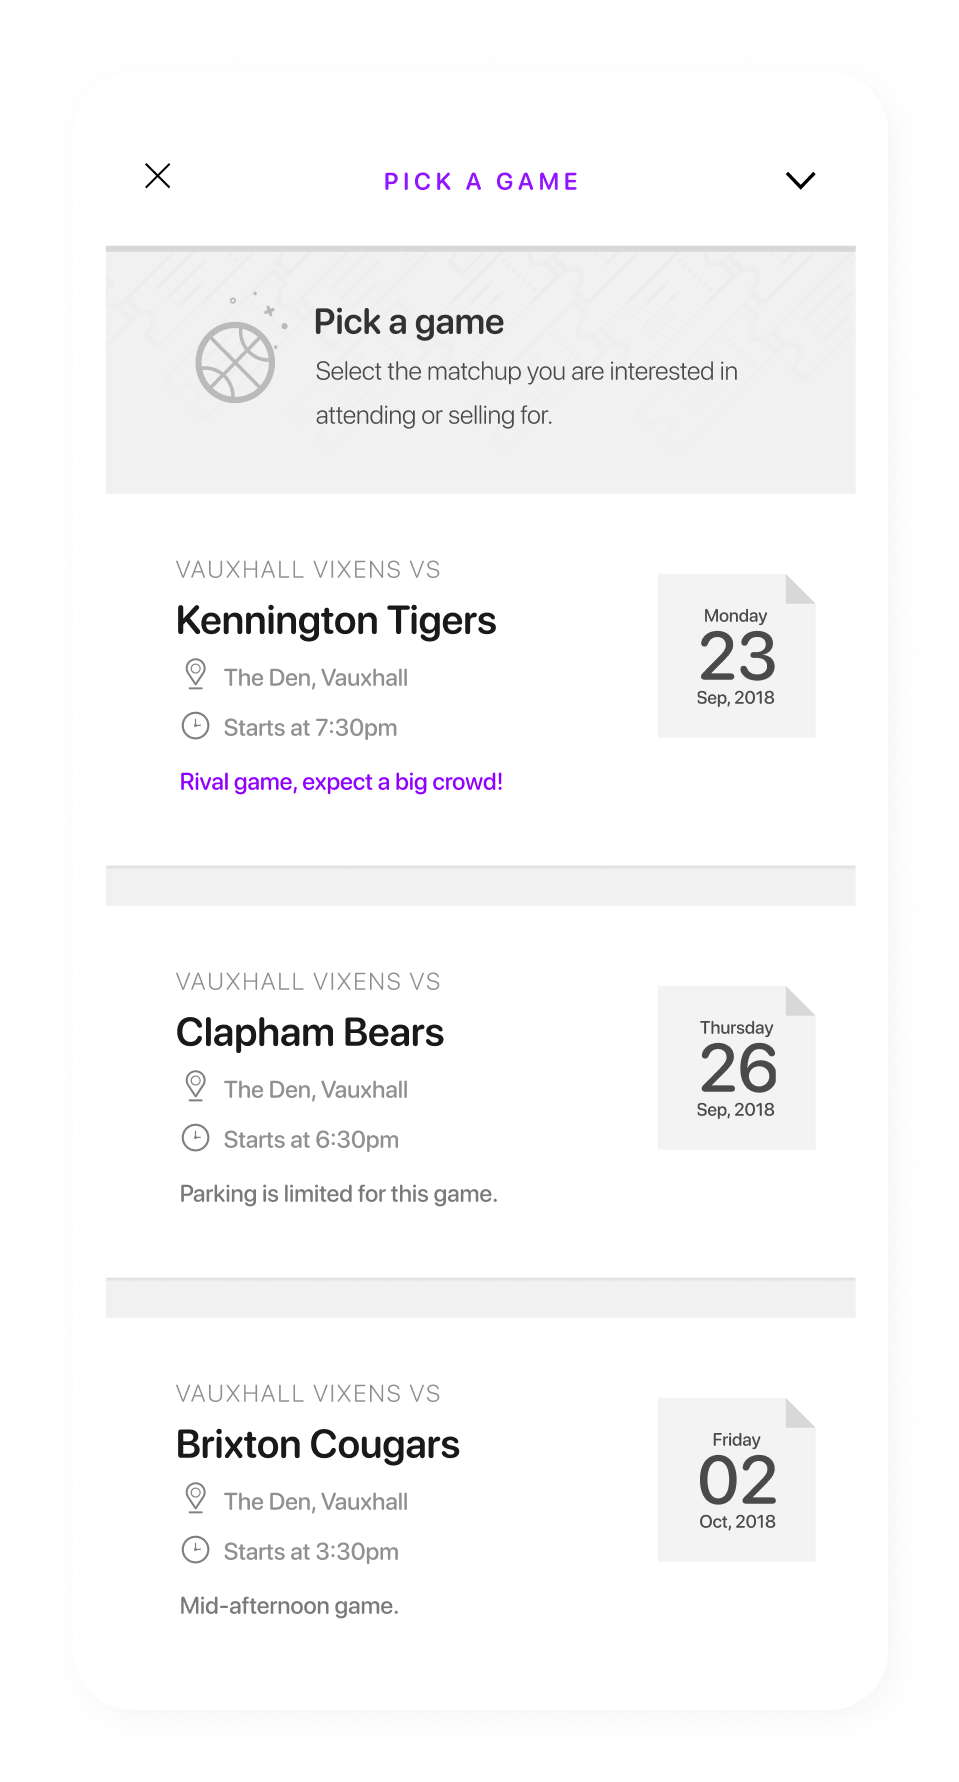 PICK A GAME
Pick a game
Select the matchup you are interested in
attending or selling for.
VAUXHALL VIXENS VS
Kennington Tigers
The Den, Vauxhall
Starts at 7:30pm
Rival game, expect a big crowd!
Monday
23
Sep, 2018
VAUXHALL VIXENS VS
Clapham Bears
The Den, Vauxhall
Starts at 6:30pm
Parking is limited for this game.
Thursday
26
Sep, 2018
VAUXHALL VIXENS VS
Brixton Cougars
The Den, Vauxhall
Starts at 3:30pm
Mid-afternoon game.
Friday
02
Oct, 2018